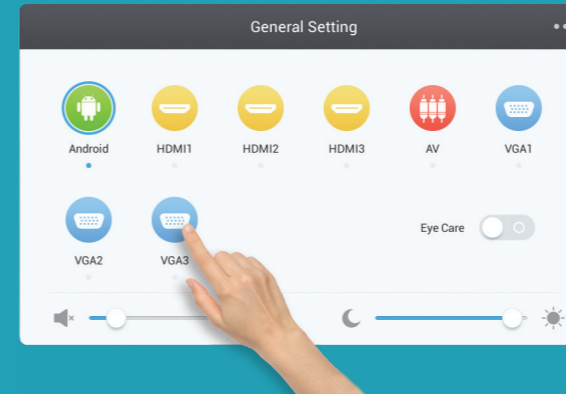 General Setting
Android
HDMI1
HDMI2
HDMI3
AV
VGA1
VGA2
VGA3
Eye Care